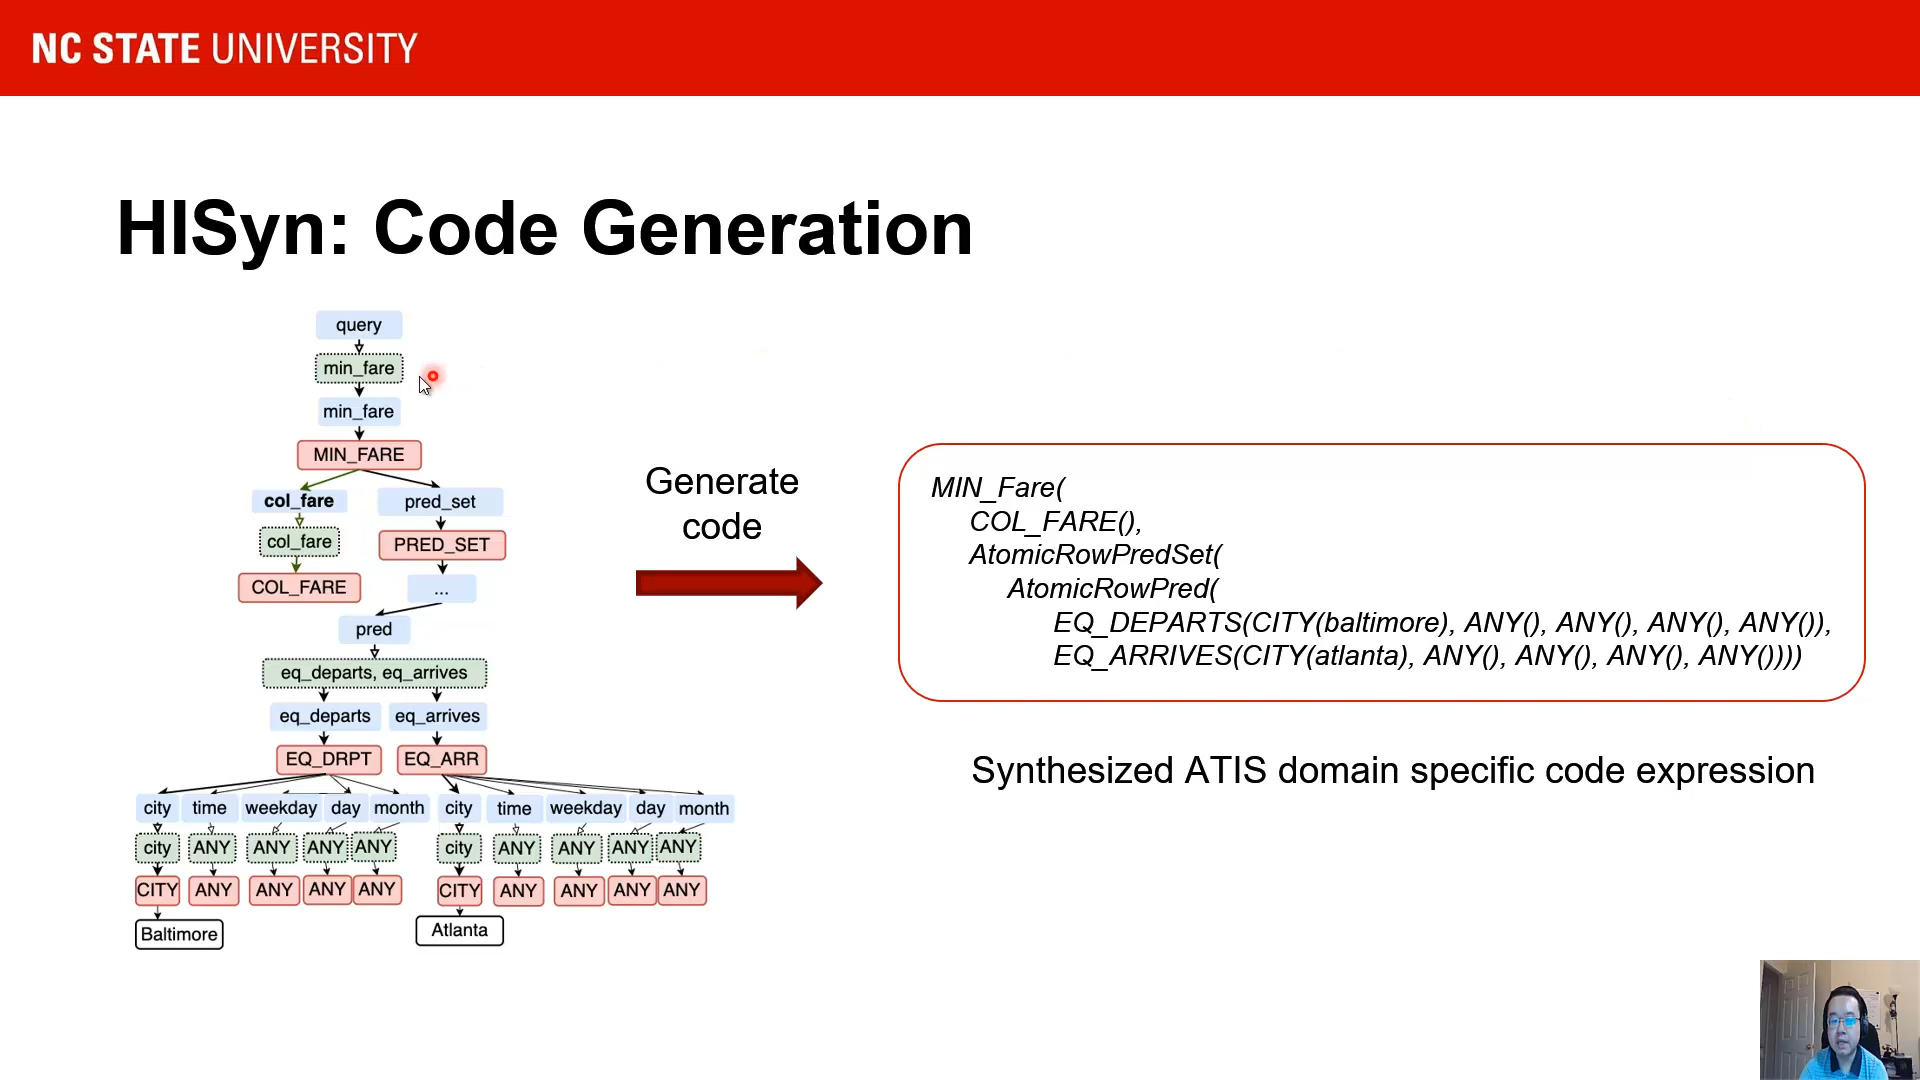 NC STATE UNIVERSITY
HISyn: Code Generation
query
min_fare
min_fare
MIN_FARE
col_fare pred_set
col_fare PRED_SET
COL_FARE ...
pred
eq_departs, eq_arrives
eq_departs eq_arrives
EQ_DRPT EQ_ARR
city time weekday day month city time weekday day month
city ANY ANY ANY ANY city ANY ANY ANY ANY
CITY ANY ANY ANY ANY CITY ANY ANY ANY ANY
Baltimore Atlanta
Generate
code
MIN_Fare(
COL_FARE(),
AtomicRowPredSet(
AtomicRowPred(
EQ_DEPARTS(CITY(baltimore), ANY(), ANY(), ANY(), ANY()),
EQ_ARRIVES(CITY(atlanta), ANY(), ANY(), ANY(), ANY())))
Synthesized ATIS domain specific code expression